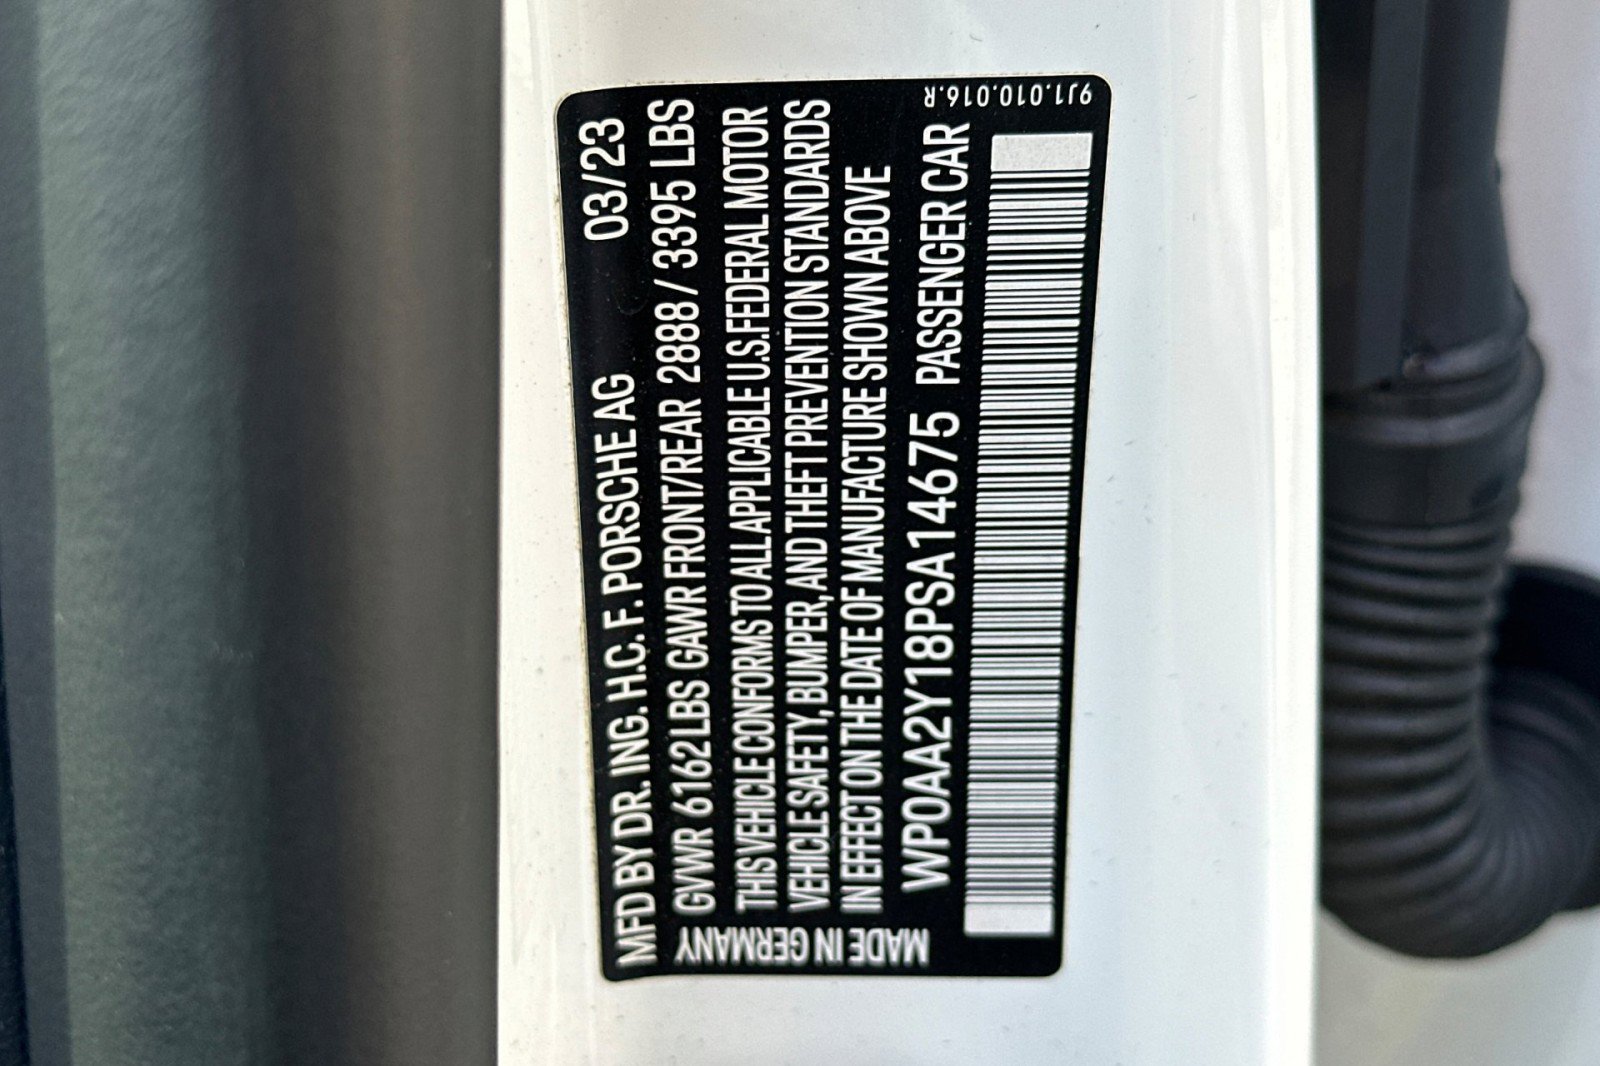 MFD BY DR. ING. H.C. F. PORSCHE AG 03/23
GVWR 6162 LBS GAWR FRONT/REAR 2888 / 3395 LBS
THIS VEHICLE CONFORMS TO ALL APPLICABLE U.S. FEDERAL MOTOR
VEHICLE SAFETY, BUMPER, AND THEFT PREVENTION STANDARDS
IN EFFECT ON THE DATE OF MANUFACTURE SHOWN ABOVE
WP0AA2Y18PSA14675 PASSENGER CAR
MADE IN GERMANY
9J1.010.016.R